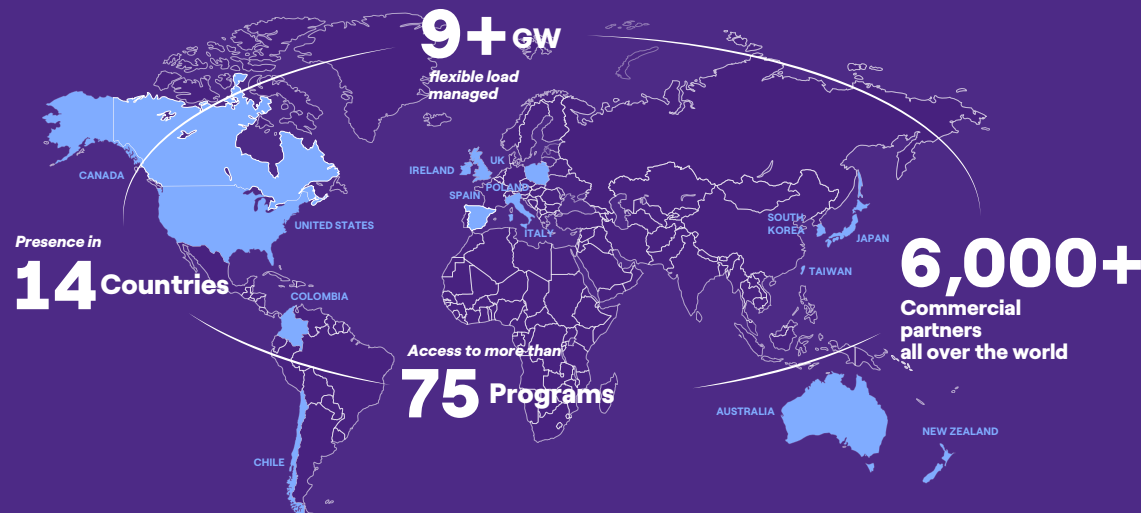 9+ GW
flexible load
managed
CANADA
IRELAND
UK
POLAND
SPAIN
ITALY
UNITED STATES
SOUTH
KOREA
JAPAN
TAIWAN
Presence in
14 Countries
COLOMBIA
6,000+
Commercial
partners
all over the world
Access to more than
75 Programs
AUSTRALIA
NEW ZEALAND
CHILE